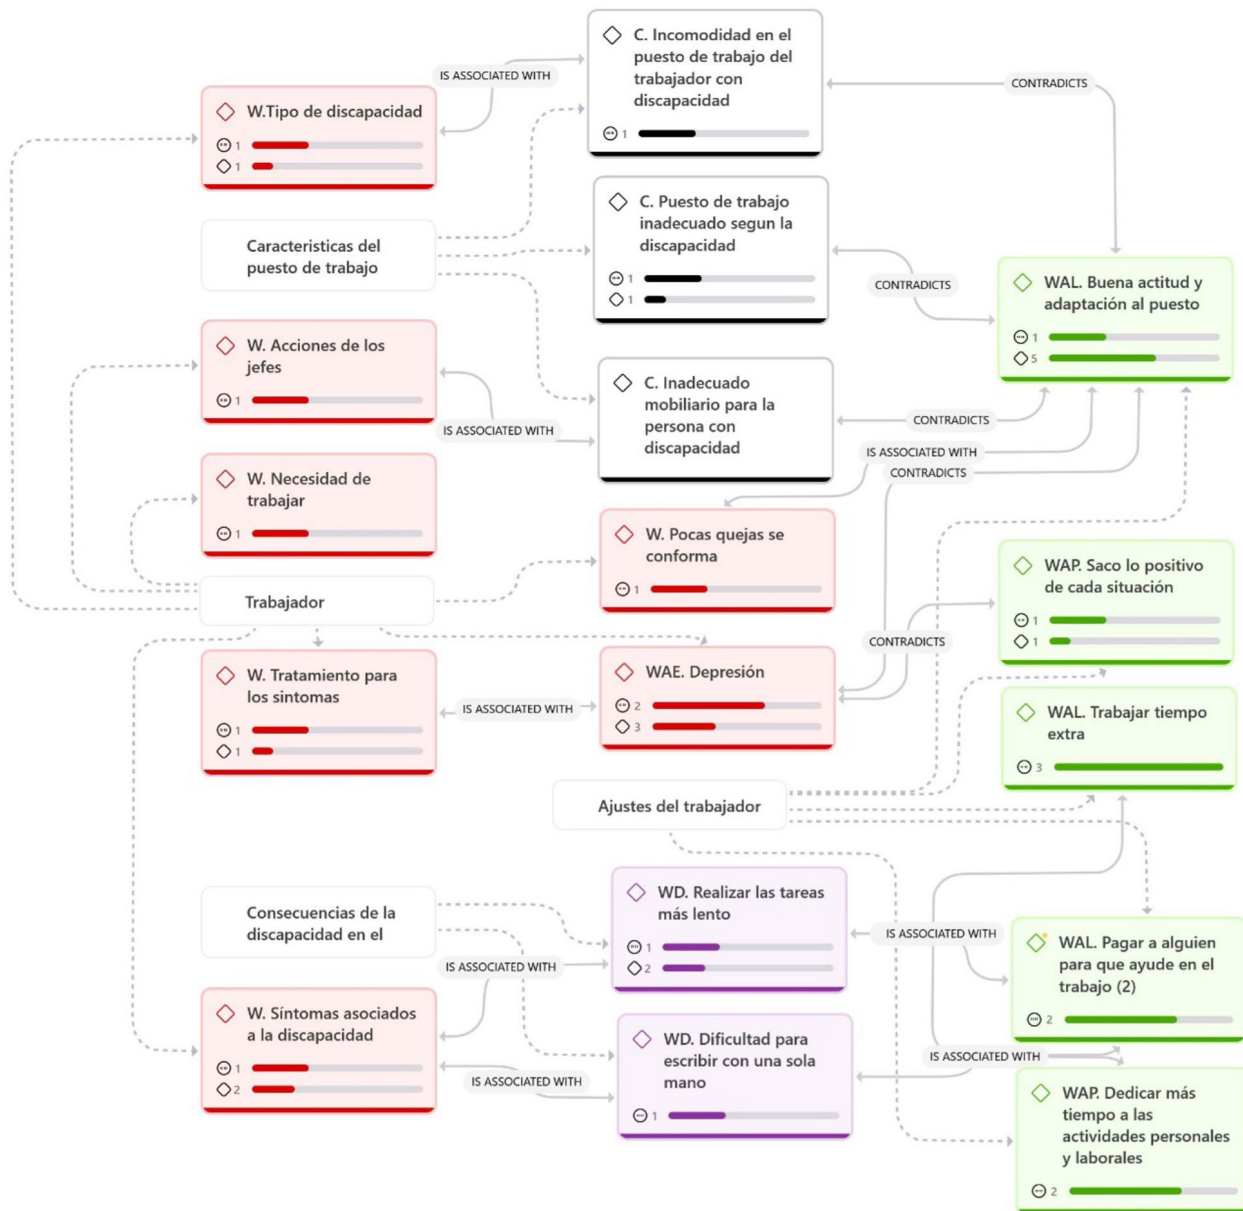 C. Incomodidad en el
puesto de trabajo del
trabajador con
discapacidad
1
IS ASSOCIATED WITH
CONTRADICTS
W.Tipo de discapacidad
1
1
C. Puesto de trabajo
inadecuado segun la
discapacidad
1
1
Caracteristicas del
puesto de trabajo
CONTRADICTS
WAL. Buena actitud y
adaptación al puesto
1
5
W. Acciones de los
jefes
1
C. Inadecuado
mobiliario para la
persona con
discapacidad
IS ASSOCIATED WITH
CONTRADICTS
IS ASSOCIATED WITH
CONTRADICTS
W. Necesidad de
trabajar
1
W. Pocas quejas se
conforma
1
WAP. Saco lo positivo
de cada situación
1
1
Trabajador
CONTRADICTS
W. Tratamiento para
los sintomas
1
1
IS ASSOCIATED WITH
WAE. Depresión
2
3
WAL. Trabajar tiempo
extra
3
Ajustes del trabajador
Consecuencias de la
discapacidad en el
WD. Realizar las tareas
más lento
1
2
IS ASSOCIATED WITH
IS ASSOCIATED WITH
WAL. Pagar a alguien
para que ayude en el
trabajo (2)
2
W. Síntomas asociados
a la discapacidad
1
2
WD. Dificultad para
escribir con una sola
mano
1
IS ASSOCIATED WITH
IS ASSOCIATED WITH
WAP. Dedicar más
tiempo a las
actividades personales
y laborales
2